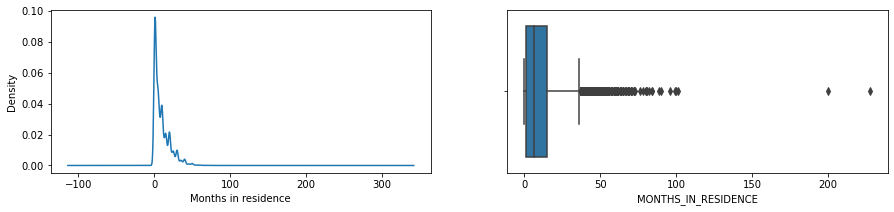 0.10
0.08
0.06
0.04
0.02
0.00
Density
−100 0 100 200 300
Months in residence
0 50 100 150 200
MONTHS_IN_RESIDENCE